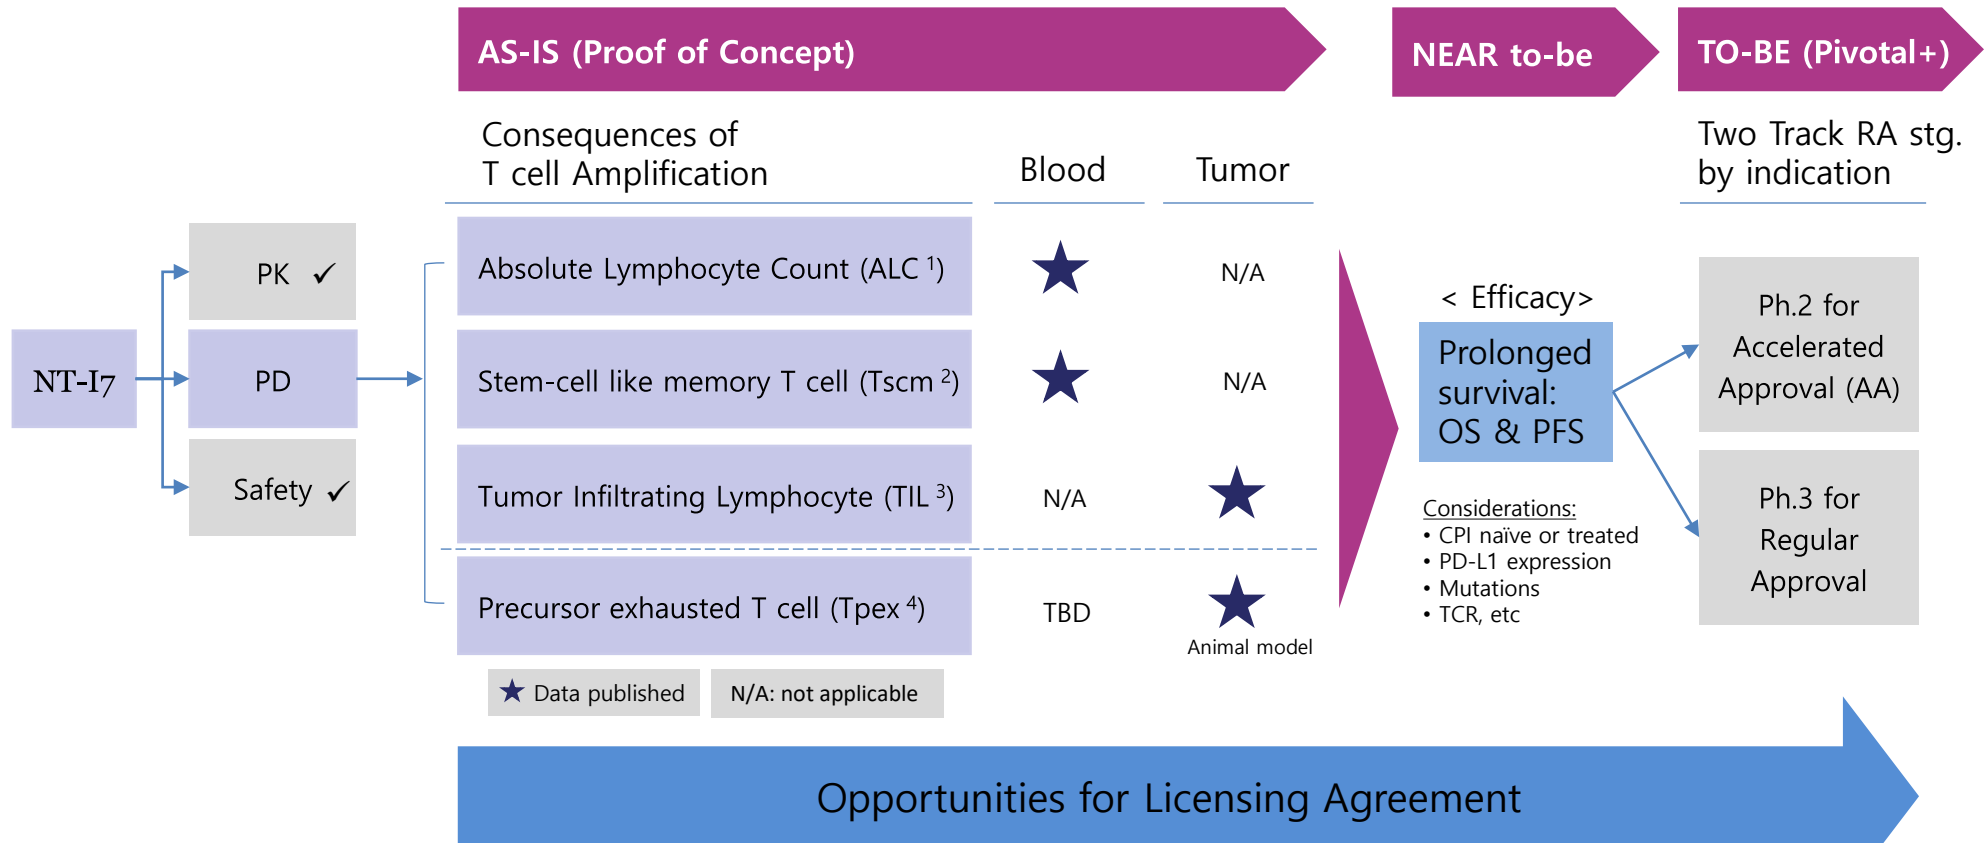 AS-IS (Proof of Concept)
NEAR to-be
TO-BE (Pivotal+)
Consequences of
T cell Amplification
Blood
Tumor
Two Track RA stg.
by indication
NT-I7
PK ✓
PD
Safety ✓
Absolute Lymphocyte Count (ALC 1)
N/A
Stem-cell like memory T cell (Tscm 2)
N/A
Tumor Infiltrating Lymphocyte (TIL 3)
N/A
Precursor exhausted T cell (Tpex 4)
TBD
Animal model
★ Data published
N/A: not applicable
< Efficacy>
Prolonged
survival:
OS & PFS
Considerations:
• CPI naïve or treated
• PD-L1 expression
• Mutations
• TCR, etc
Ph.2 for
Accelerated
Approval (AA)
Ph.3 for
Regular
Approval
Opportunities for Licensing Agreement